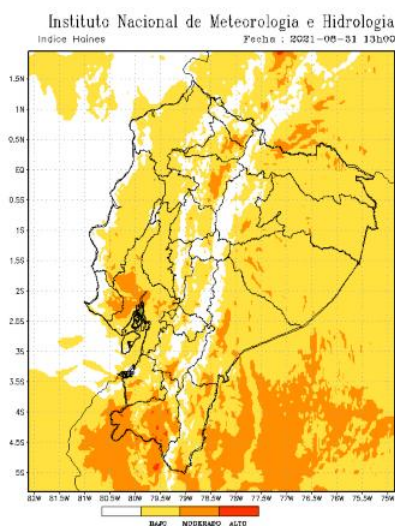 Instituto Nacional de Meteorologia e Hidrologia
Indice Haines
Fecha : 2021-08-31 13h00
1.5N
1N
0.5N
EQ
0.5S
1S
1.5S
2S
2.5S
3S
3.5S
4S
4.5S
5S
82W 81.5W 81W 80.5W 80W 79.5W 79W 78.5W 78W 77.5W 77W 76.5W 76W 75.5W 75W
BAJO MODERADO ALTO